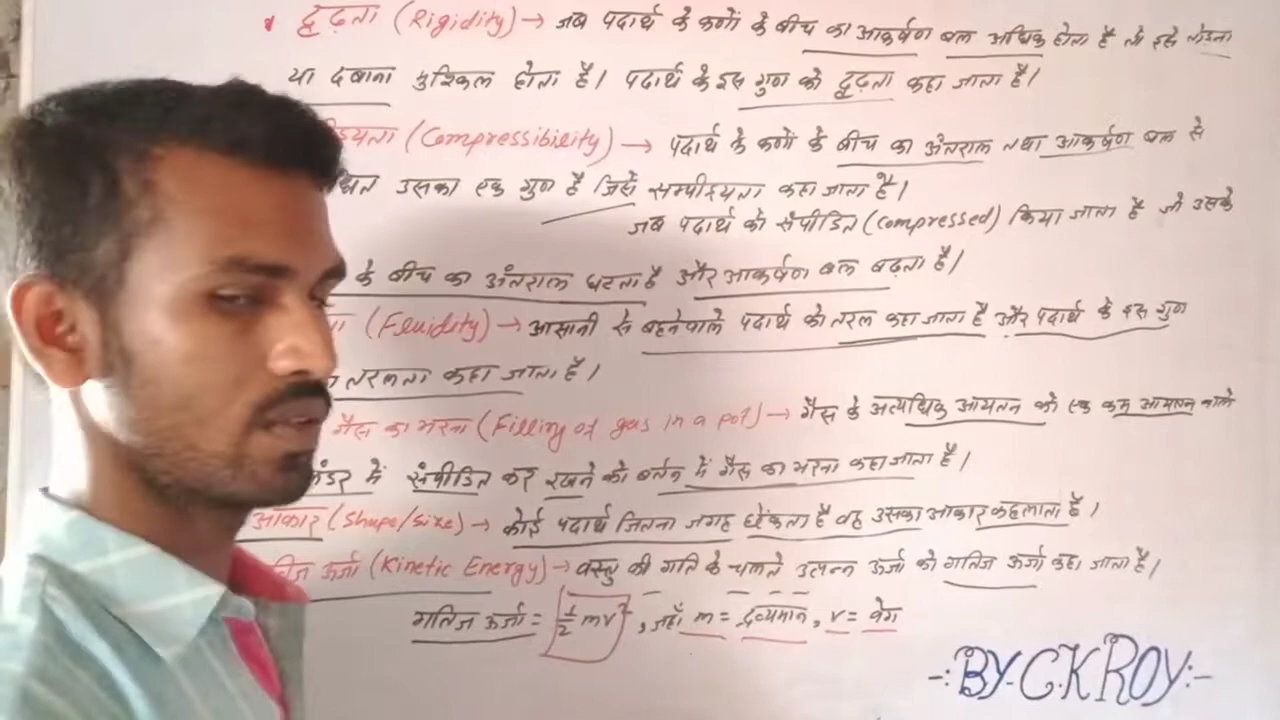 * दृढ़ता (Rigidity) → जब पदार्थ के कणों के बीच का आकर्षण बल अधिक होता है तो इसे तोड़ना
या दबाना मुश्किल होता है। पदार्थ के इस गुण को दृढ़ता कहा जाता है।
(Compressibility) → पदार्थ के कणों के बीच का अंतराल तथा आकर्षण बल से
उसका एक गुण है जिसे सम्पीड्यता कहा जाता है।
जब पदार्थ को संपीडित (Compressed) किया जाता है तो उसके
के बीच का अंतराल घटता है और आकर्षण बल बढ़ता है।
(Fluidity) → आसानी से बहनेवाले पदार्थ को तरल कहा जाता है और पदार्थ के इस गुण
तरलता कहा जाता है।
गैस का भरना (Filling of gas in a pot) → गैस के अत्यधिक आयतन को एक कम आयतन वाले
में संपीडित कर रखने को बर्तन में गैस का भरना कहा जाता है।
आकार (Shape/Size) → कोई पदार्थ जितना जगह छेंकता है वह उसका आकार कहलाता है।
ऊर्जा (Kinetic Energy) → वस्तु की गति के चलते उत्पन्न ऊर्जा को गतिज ऊर्जा कहा जाता है।
गतिज ऊर्जा = 1/2 mv², जहाँ m = द्रव्यमान, v = वेग
-: BY C.K ROY :-